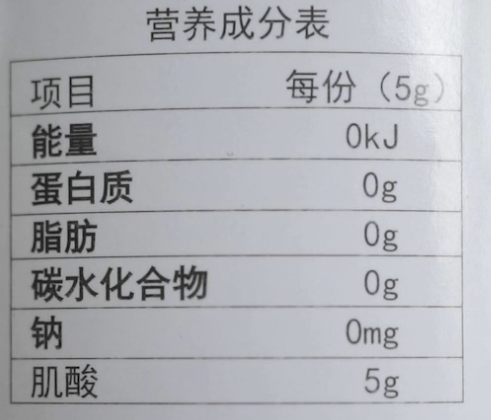 营养成分表
项目 每份（5g）
能量 0kJ
蛋白质 0g
脂肪 0g
碳水化合物 0g
钠 0mg
肌酸 5g